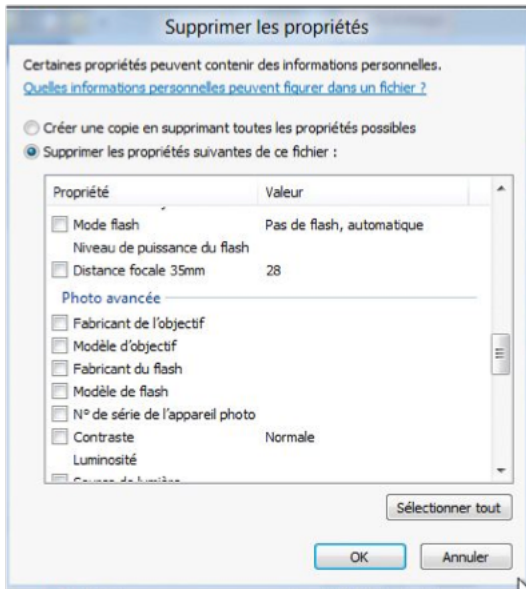 Supprimer les propriétés
Certaines propriétés peuvent contenir des informations personnelles.
Quelles informations personnelles peuvent figurer dans un fichier ?
Créer une copie en supprimant toutes les propriétés possibles
Supprimer les propriétés suivantes de ce fichier :
Propriété Valeur
Mode flash Pas de flash, automatique
Niveau de puissance du flash
Distance focale 35mm 28
Photo avancée
Fabricant de l'objectif
Modèle d'objectif
Fabricant du flash
Modèle de flash
N° de série de l'appareil photo
Contraste Normale
Luminosité
Sélectionner tout
OK Annuler